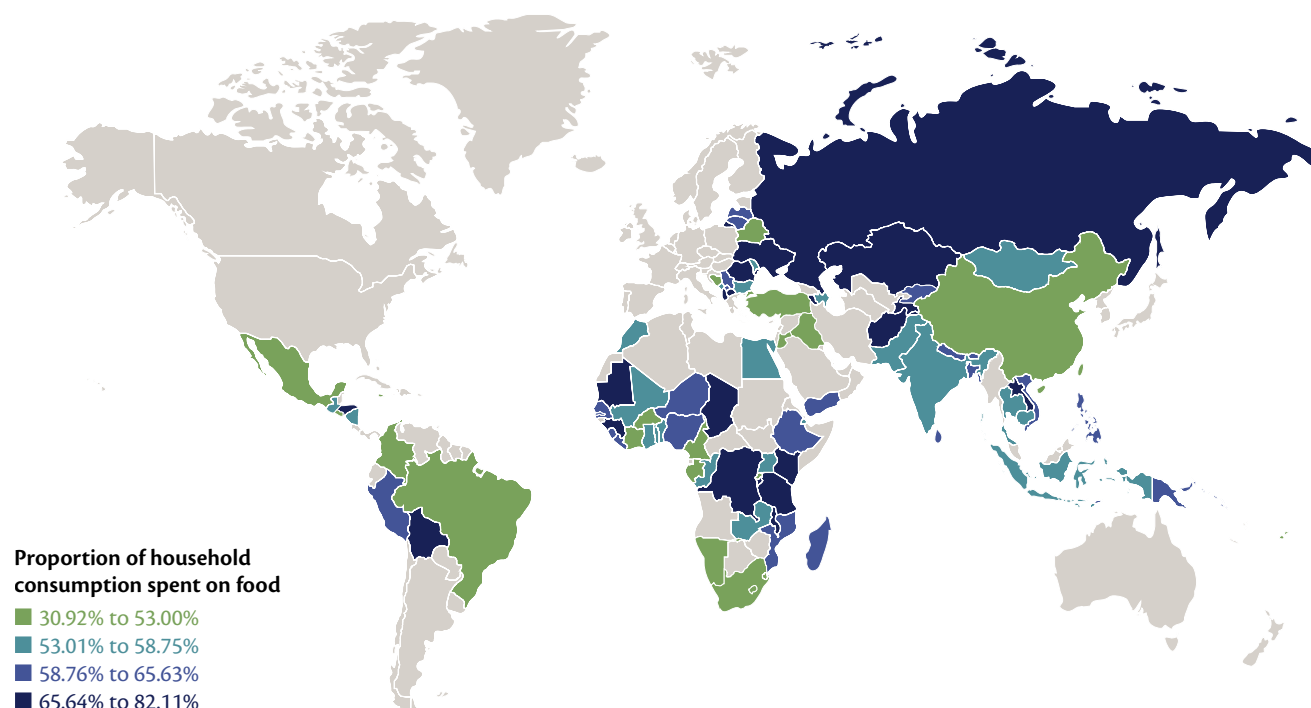 Proportion of household
consumption spent on food
30.92% to 53.00%
53.01% to 58.75%
58.76% to 65.63%
65.64% to 82.11%